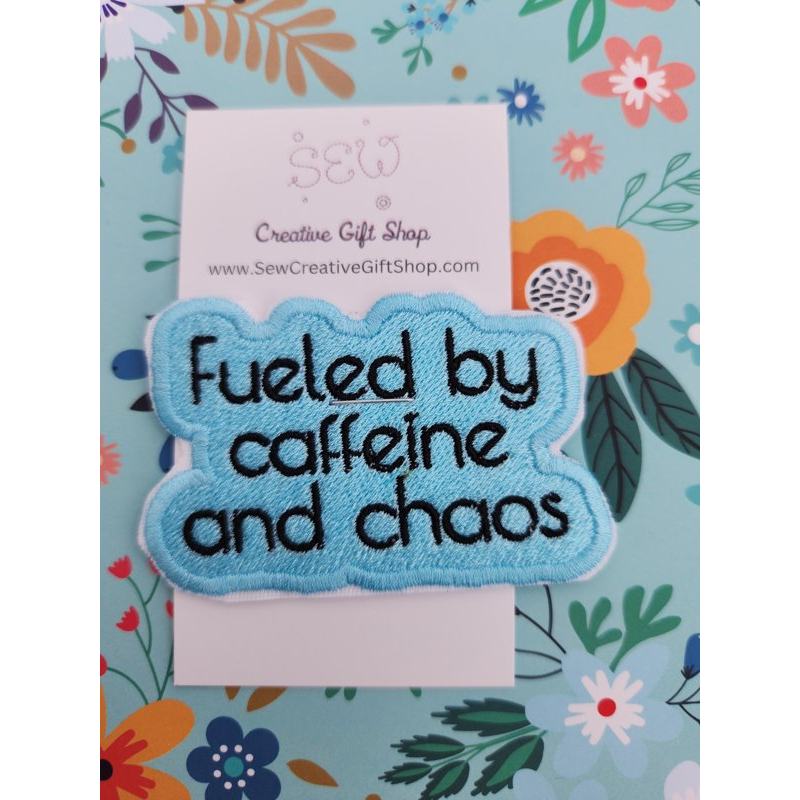 SEW
Creative Gift Shop
www.SewCreativeGiftShop.com
Fueled by
caffeine
and chaos